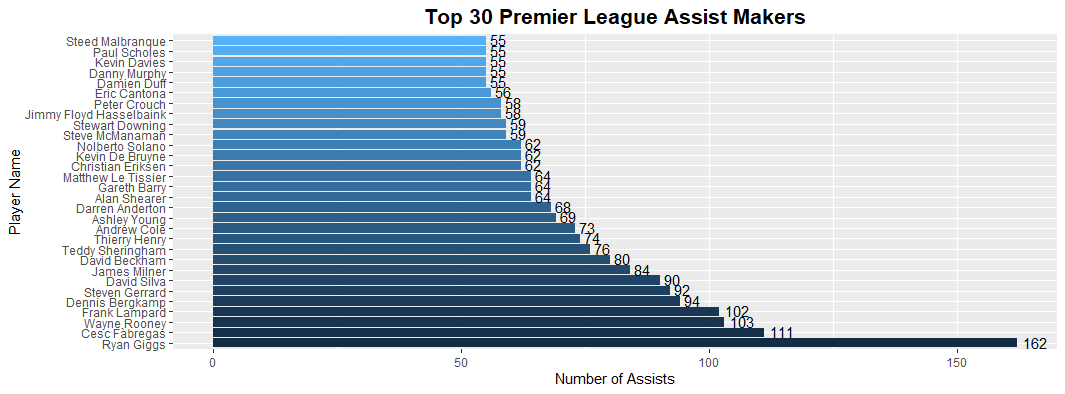 Top 30 Premier League Assist Makers
Player Name
Steed Malbranque 55
Paul Scholes 55
Kevin Davies 55
Danny Murphy 55
Damien Duff 55
Eric Cantona 56
Peter Crouch 58
Jimmy Floyd Hasselbaink 58
Stewart Downing 59
Steve McManaman 59
Nolberto Solano 62
Kevin De Bruyne 62
Christian Eriksen 62
Matthew Le Tissier 64
Gareth Barry 64
Alan Shearer 64
Darren Anderton 68
Ashley Young 69
Andrew Cole 73
Thierry Henry 74
Teddy Sheringham 76
David Beckham 80
James Milner 84
David Silva 90
Steven Gerrard 92
Dennis Bergkamp 94
Frank Lampard 102
Wayne Rooney 103
Cesc Fàbregas 111
Ryan Giggs 162
0 50 100 150
Number of Assists